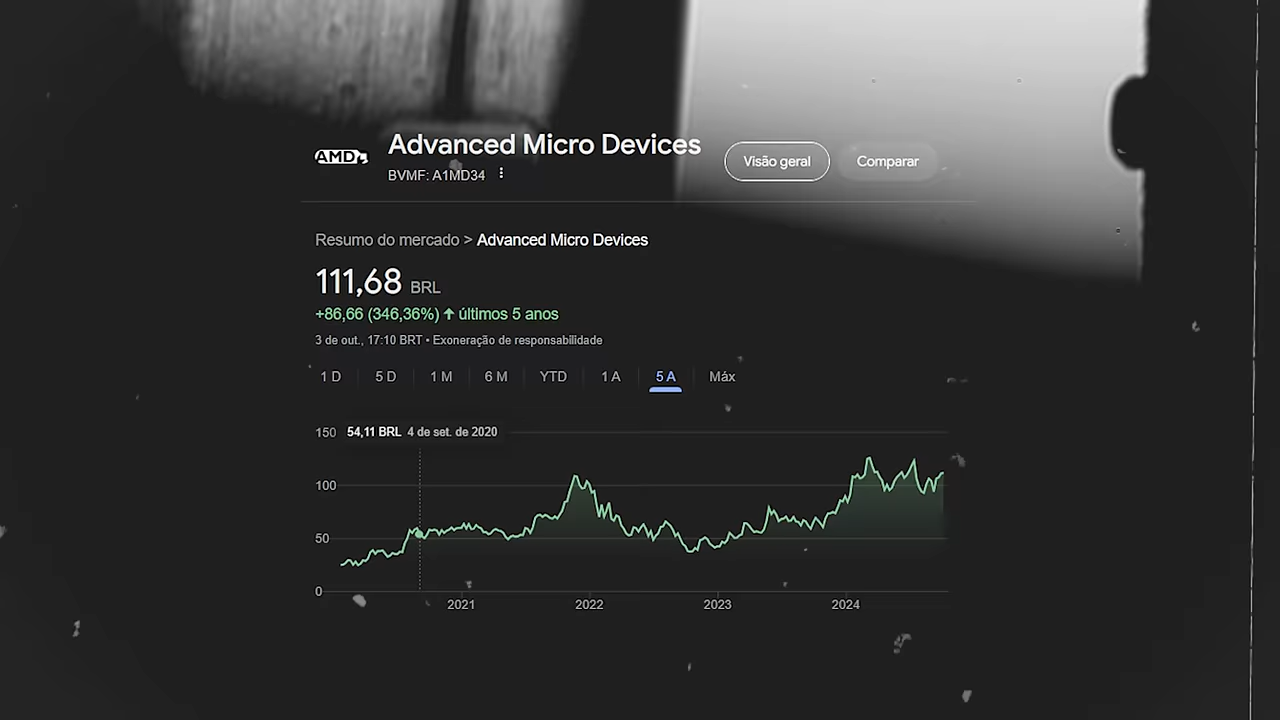 AMD
Advanced Micro Devices
BVMF: A1MD34
Visão geral
Comparar
Resumo do mercado > Advanced Micro Devices
111,68 BRL
+86,66 (346,36%) ↑ últimos 5 anos
3 de out., 17:10 BRT • Exoneração de responsabilidade
1 D 5 D 1 M 6 M YTD 1 A 5 A Máx
150 54,11 BRL 4 de set. de 2020
100
50
0
2021 2022 2023 2024